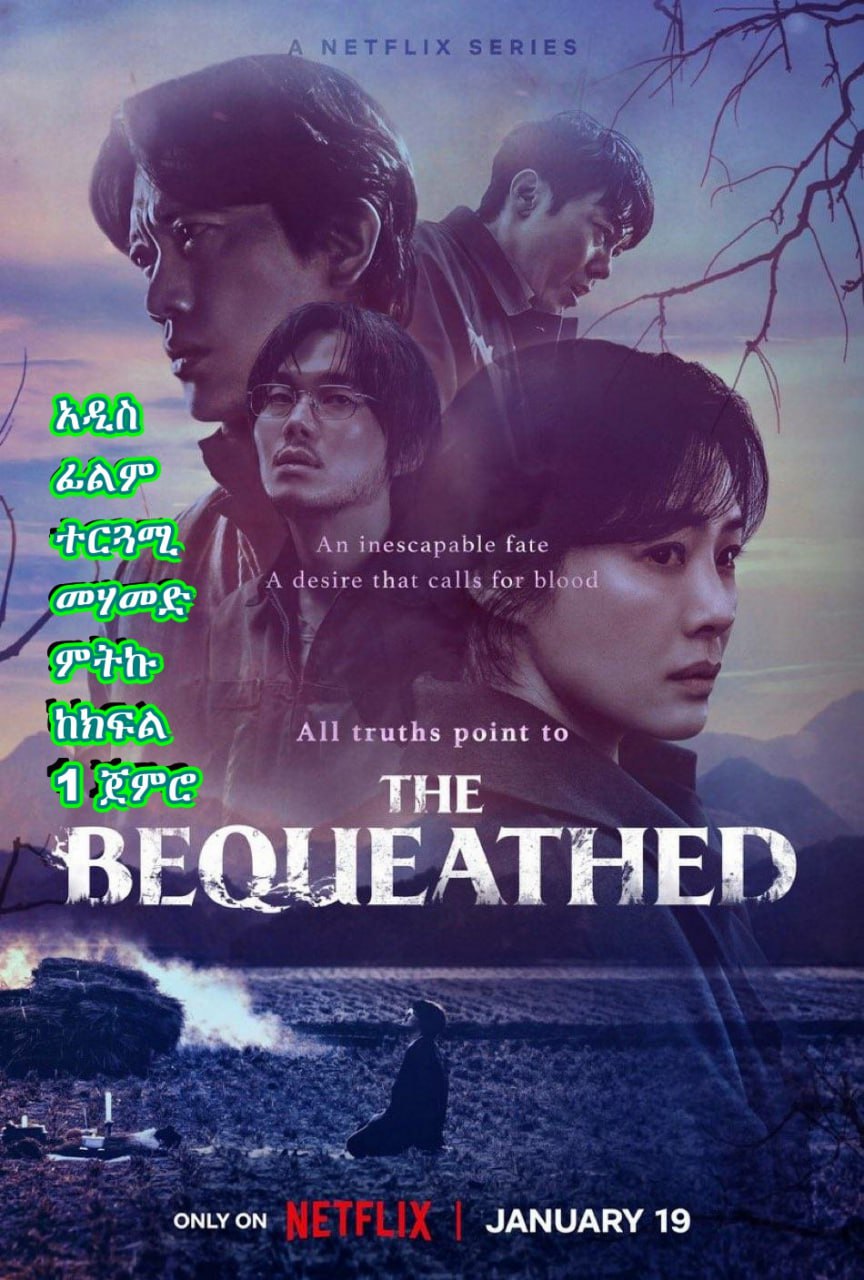 A NETFLIX SERIES
አዲስ
ፊልም
ተርጓሚ
መሃመድ
ምትኩ
ከክፍል
1 ጀምሮ
An inescapable fate
A desire that calls for blood
All truths point to
THE
BEQUEATHED
ONLY ON NETFLIX | JANUARY 19